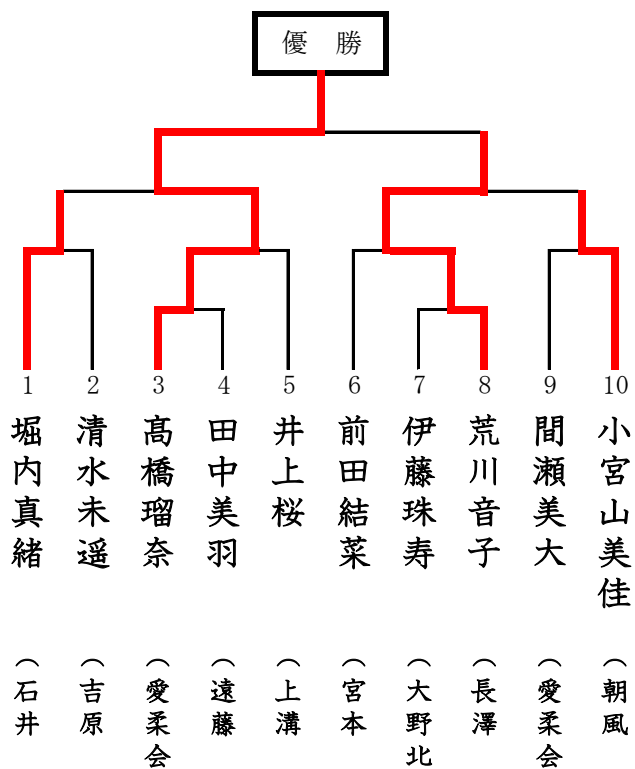 優 勝
1 2 3 4 5 6 7 8 9 10
堀内真緒
清水未遥
髙橋瑠奈
田中美羽
井上桜
前田結菜
伊藤珠寿
荒川音子
間瀬美大
小宮山美佳
（石井
（吉原
（愛柔会
（遠藤
（上溝
（宮本
（大野北
（長澤
（愛柔会
（朝風